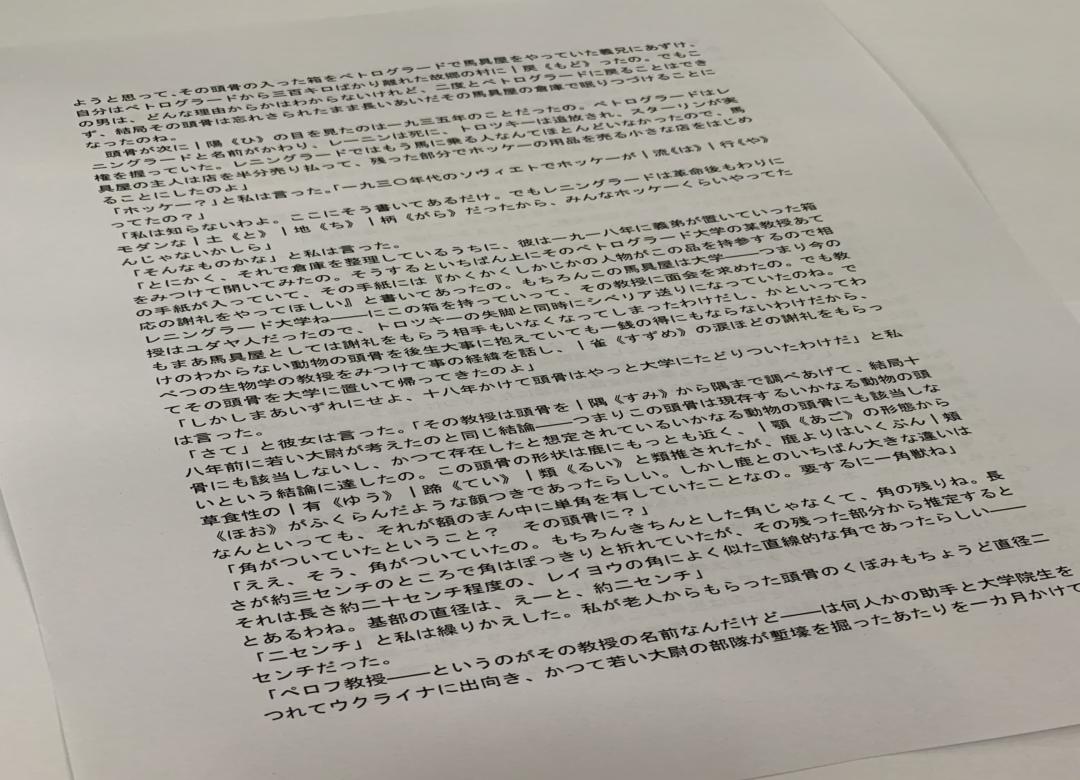 ようと思って、その頭骨の入った箱をペトログラードで馬具屋をやっていた義兄にあずけ、
自分はペトログラードから三百キロばかり離れた故郷の村に|戻《もど》ったの。でもこ
の男は、どんな理由からかはわからないけれど、二度とペトログラードに戻ることはでき
ず、結局その頭骨は忘れさられたまま長いあいだその馬具屋の倉庫で眠りつづけることに
なったのね。
　頭骨が次に|陽《ひ》の目を見たのは一九三五年のことだったの。ペトログラードはレ
ニングラードと名前がかわり、レーニンは死に、トロツキーは追放され、スターリンが実
権を握っていた。レニングラードではもう馬に乗る人なんてほとんどいなかったので、馬
具屋の主人は店を半分売り払って、残った部分でホッケーの用品を売る小さな店をはじめ
ることにしたのよ」
「ホッケー？」と私は言った。「一九三〇年代のソヴィエトでホッケーが|流《は》|行《や》
ってたの？」
「私は知らないわよ。ここにそう書いてあるだけ。でもレニングラードは革命後もわりに
モダンな|土《と》|地《ち》|柄《がら》だったから、みんなホッケーくらいやってた
んじゃないかしら」
「そんなものかな」と私は言った。
「とにかく、それで倉庫を整理しているうちに、彼は一九一八年に義弟が置いていった箱
をみつけて開いてみたの。そうするといちばん上にそのペトログラード大学の某教授あて
の手紙が入っていて、その手紙には『かくかくしかじかの人物がこの品を持参するので相
応の謝礼をやってほしい』と書いてあったの。もちろんこの馬具屋は大学――つまり今の
レニングラード大学ね――にこの箱を持っていって、その教授に面会を求めたの。でも教
授はユダヤ人だったので、トロツキーの失脚と同時にシベリア送りになっていたのね。で
もまあ馬具屋としては謝礼をもらう相手もいなくなってしまったわけだし、かといってわ
けのわからない動物の頭骨を後生大事に抱えていても一銭の得にもならないわけだから、
べつの生物学の教授をみつけて事の経緯を話し、|雀《すずめ》の涙ほどの謝礼をもらっ
てその頭骨を大学に置いて帰ってきたのよ」
「しかしまあいずれにせよ、十八年かけて頭骨はやっと大学にたどりついたわけだ」と私
は言った。
「さて」と彼女は言った。「その教授は頭骨を|隅《すみ》から隅まで調べあげて、結局十
八年前に若い大尉が考えたのと同じ結論――つまりこの頭骨は現存するいかなる動物の頭
骨にも該当しないし、かつて存在したと想定されているいかなる動物の頭骨にも該当しな
いという結論に達したの。この頭骨の形状は鹿にもっとも近く、|顎《あご》の形態から
草食性の|有《ゆう》|蹄《てい》|類《るい》と類推されたが、鹿よりはいくぶん|頬
《ほお》がふくらんだような顔つきであったらしい。しかし鹿とのいちばん大きな違いは
なんといっても、それが額のまん中に単角を有していたことなの。要するに一角獣ね」
「角がついていたということ？　その頭骨に？」
「ええ、そう、角がついていたの。もちろんきちんとした角じゃなくて、角の残りね。長
さが約三センチのところで角はぽっきりと折れていたが、その残った部分から推定すると
それは長さ約二十センチ程度の、レイヨウの角によく似た直線的な角であったらしい――
とあるわね。基部の直径は、えーと、約二センチ」
「二センチ」と私は繰りかえした。私が老人からもらった頭骨のくぼみもちょうど直径二
センチだった。
「ペロフ教授――というのがその教授の名前なんだけど――は何人かの助手と大学院生を
つれてウクライナに出向き、かつて若い大尉の部隊が塹壕を掘ったあたりを一カ月かけて